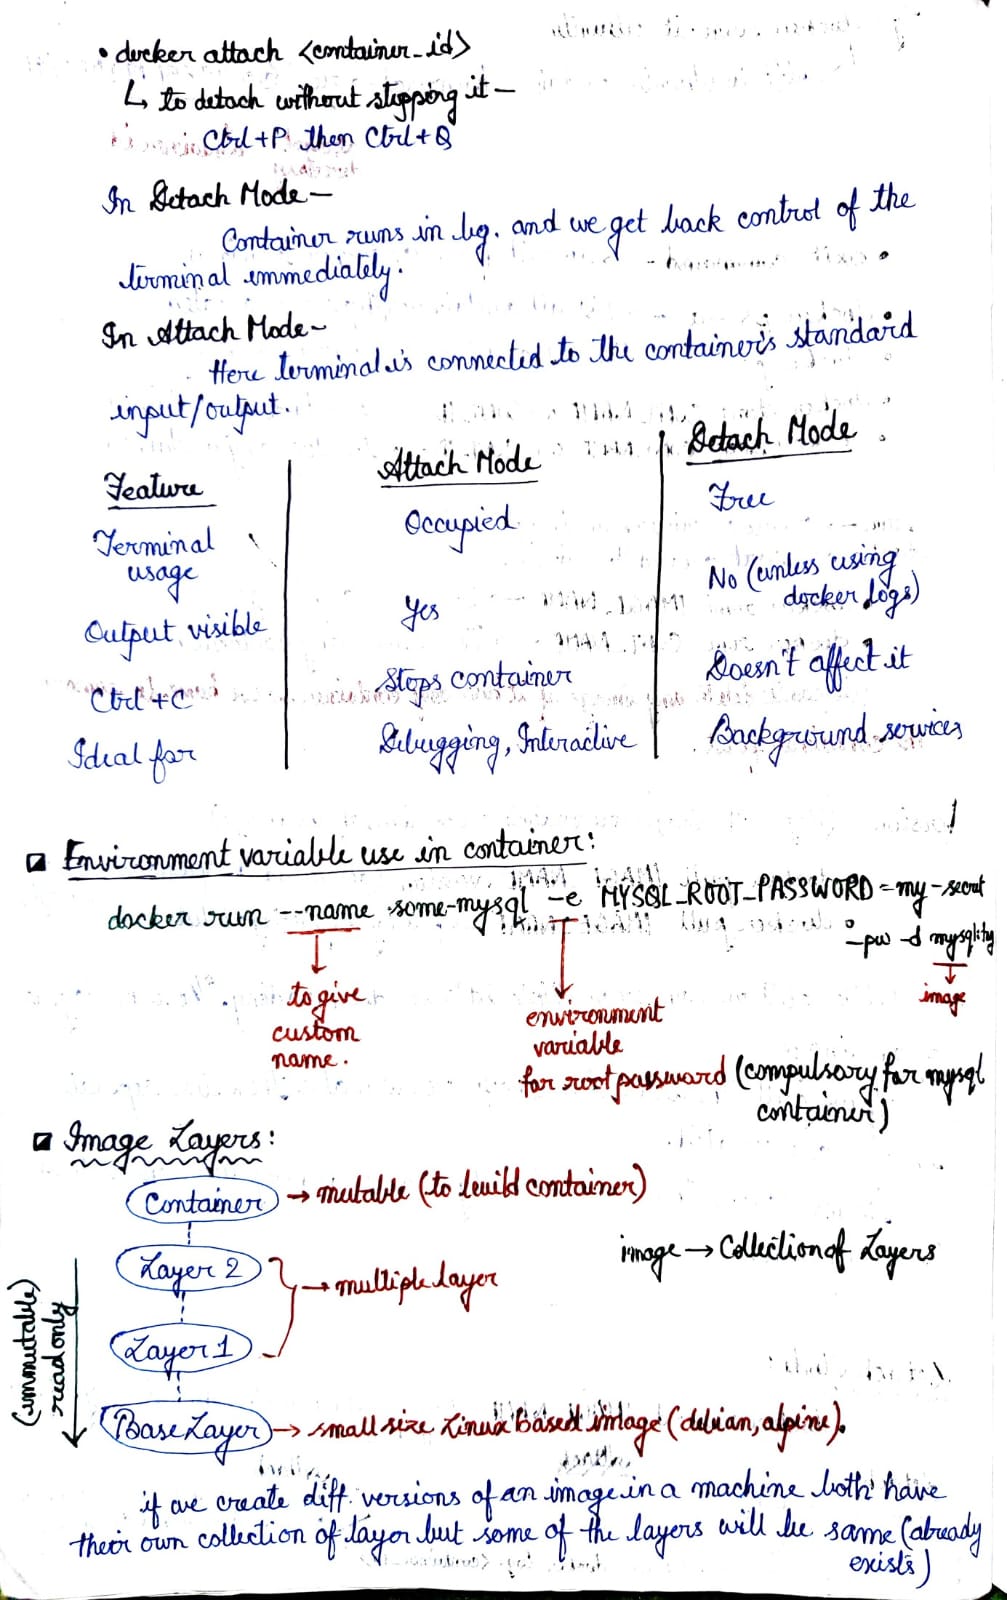 • docker attach <container_id>
↳ to detach without stopping it –
Ctrl+P then Ctrl+Q
In Detach Mode –
Container runs in bg. and we get back control of the
terminal immediately.
In Attach Mode –
Here terminal is connected to the container's standard
input/output.
Feature | Attach Mode | Detach Mode
Terminal usage | Occupied | Free
Output visible | Yes | No (unless using docker logs)
Ctrl+C | Stops container | Doesn't affect it
Ideal for | Debugging, Interactive | Background services
Environment variable use in container:
docker run --name some-mysql -e MYSQL_ROOT_PASSWORD=my-secret
-pw -d mysql:tty
to give
custom
name.
environment
variable
for root password (compulsory for mysql
container)
image
Image Layers:
Container → mutable (to build container)
image → Collection of Layers
Layer 2
→ multiple layer
Layer 1
(immutable)
read only
Base Layer → small size Linux Based image (debian, alpine).
if we create diff. versions of an image in a machine both have
their own collection of layer but some of the layers will be same (already
exists)